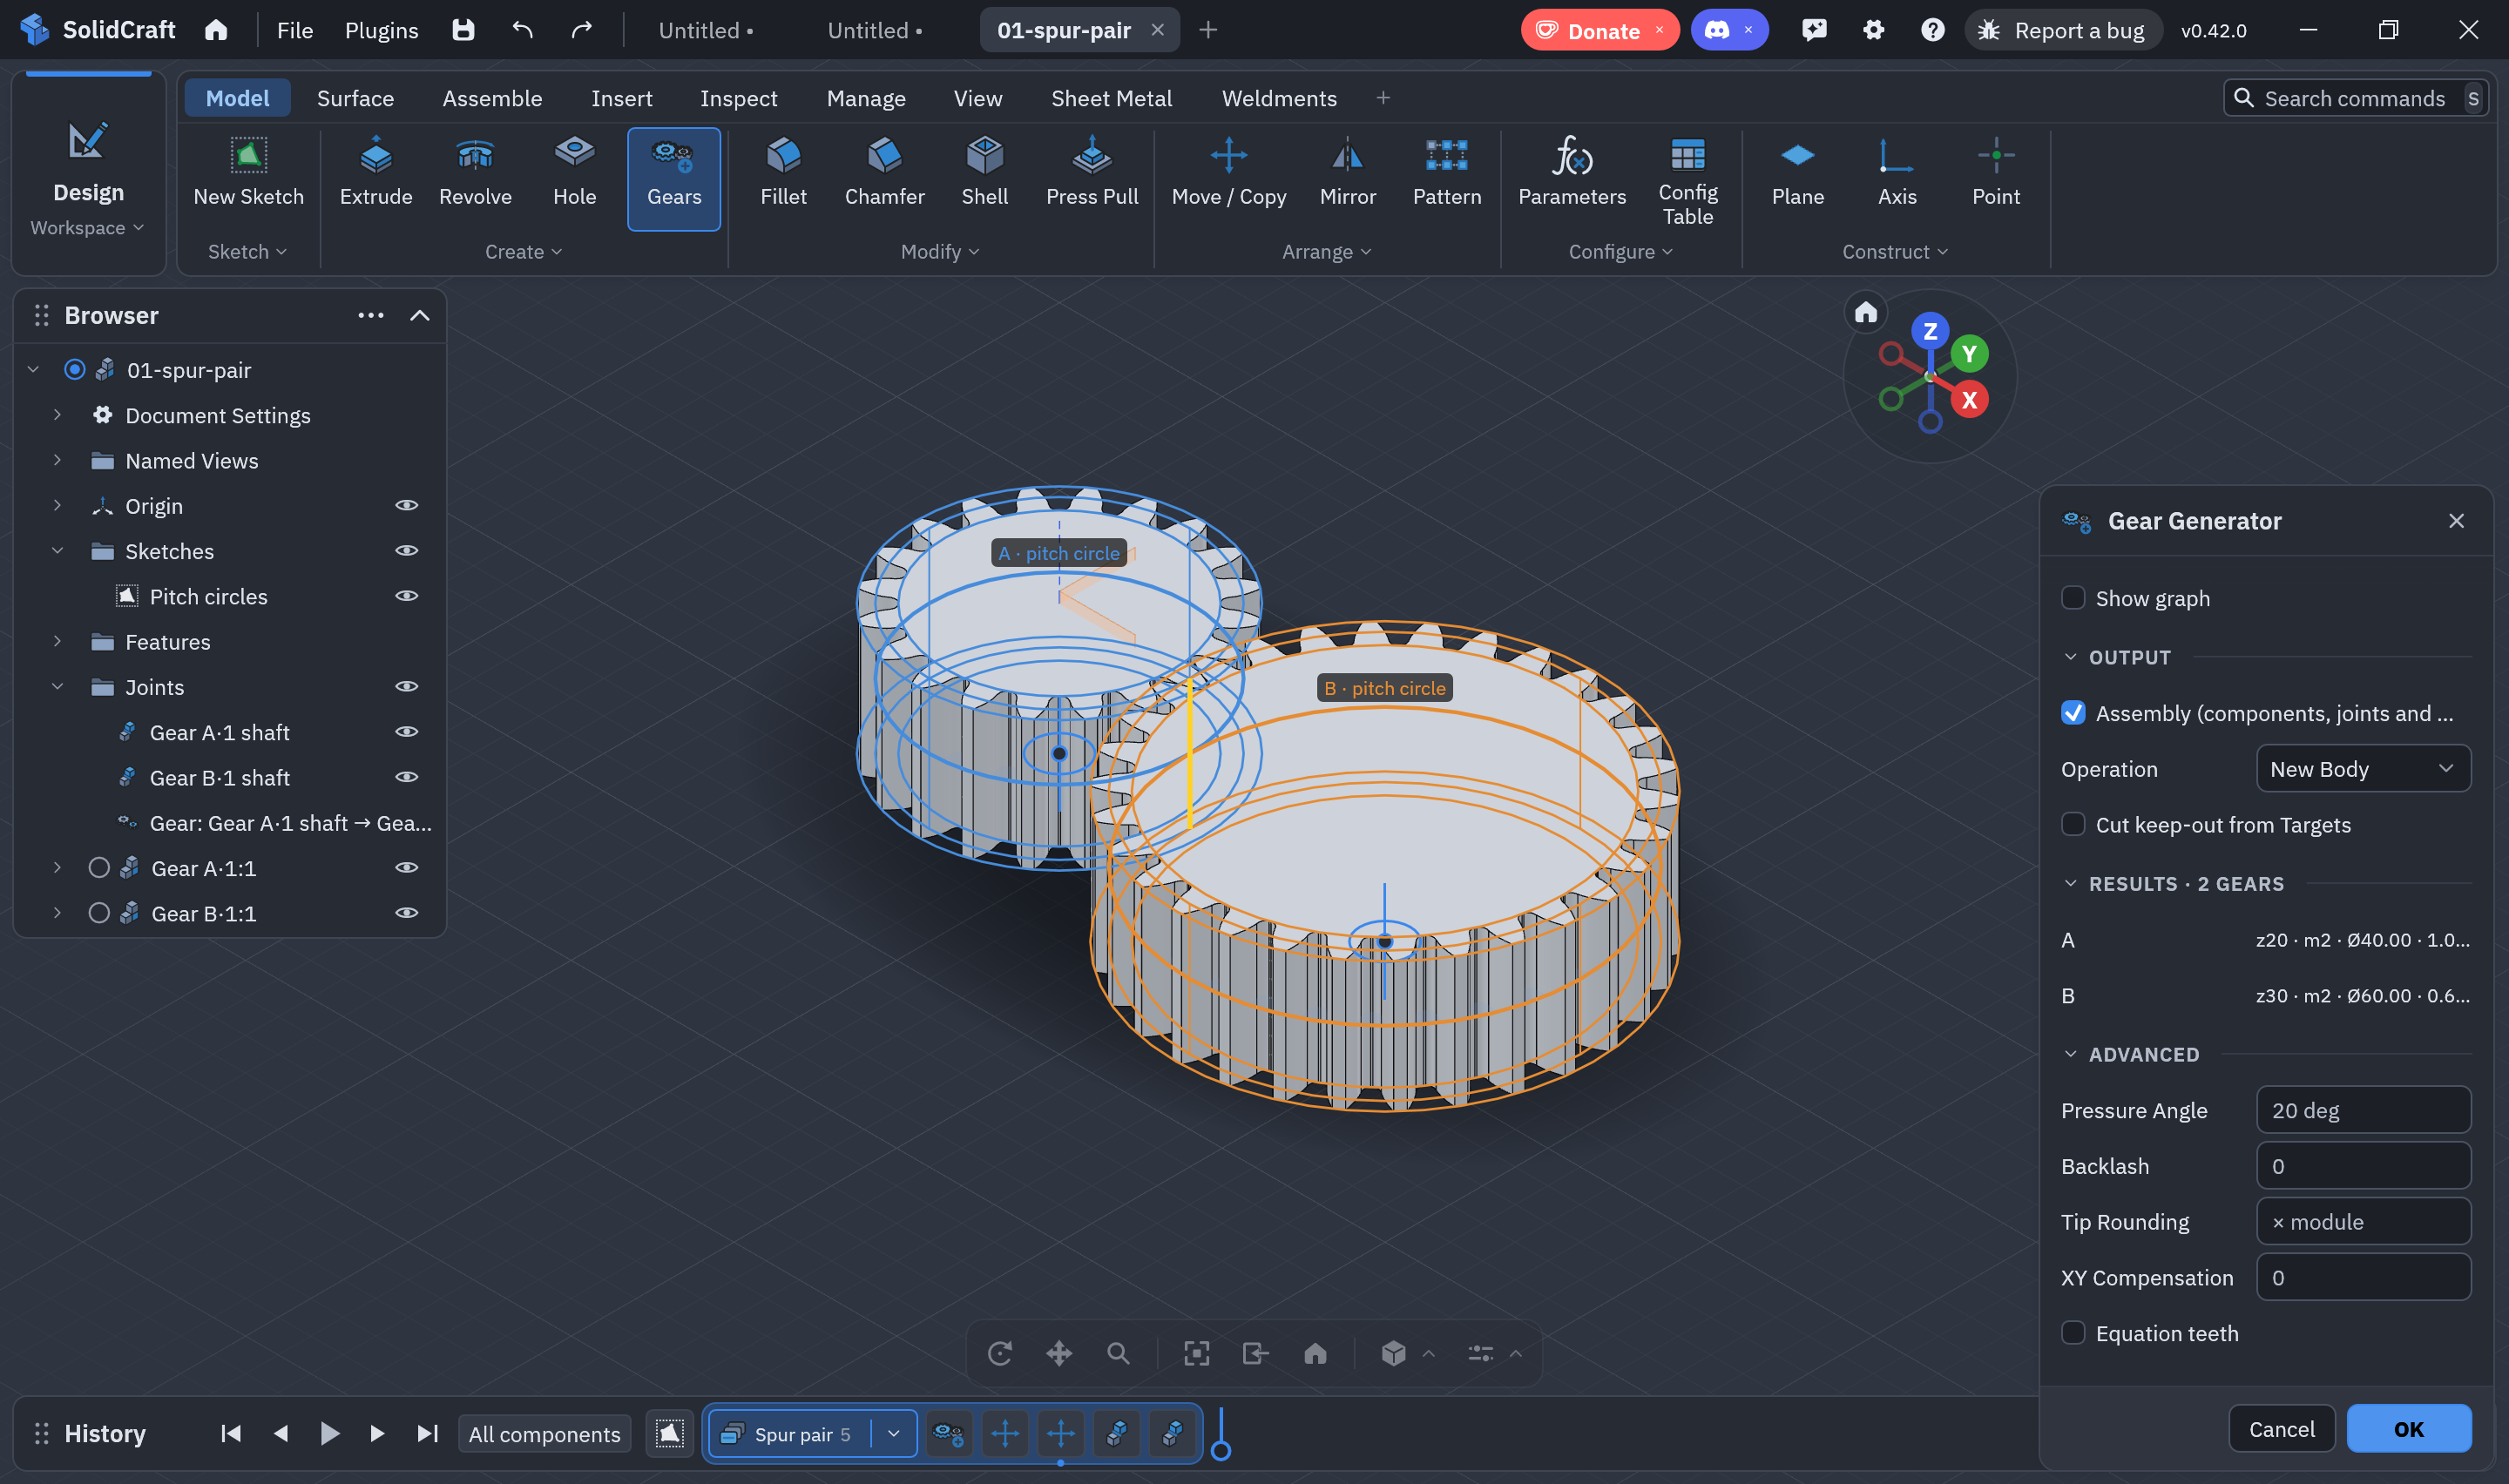 SolidCraft
File
Plugins
Untitled •
Untitled •
01-spur-pair
Donate ×
×
Report a bug
v0.42.0
Design
Workspace
Model
Surface
Assemble
Insert
Inspect
Manage
View
Sheet Metal
Weldments
Search commands
S
New Sketch
Extrude
Revolve
Hole
Gears
Fillet
Chamfer
Shell
Press Pull
Move / Copy
Mirror
Pattern
Parameters
Config
Table
Plane
Axis
Point
Sketch
Create
Modify
Arrange
Configure
Construct
Browser
01-spur-pair
Document Settings
Named Views
Origin
Sketches
Pitch circles
Features
Joints
Gear A·1 shaft
Gear B·1 shaft
Gear: Gear A·1 shaft → Gea...
Gear A·1:1
Gear B·1:1
Z
Y
X
A · pitch circle
B · pitch circle
Gear Generator
Show graph
OUTPUT
Assembly (components, joints and ...
Operation
New Body
Cut keep-out from Targets
RESULTS · 2 GEARS
A
z20 · m2 · Ø40.00 · 1.0...
B
z30 · m2 · Ø60.00 · 0.6...
ADVANCED
Pressure Angle
20 deg
Backlash
0
Tip Rounding
× module
XY Compensation
0
Equation teeth
Cancel
OK
History
All components
Spur pair 5